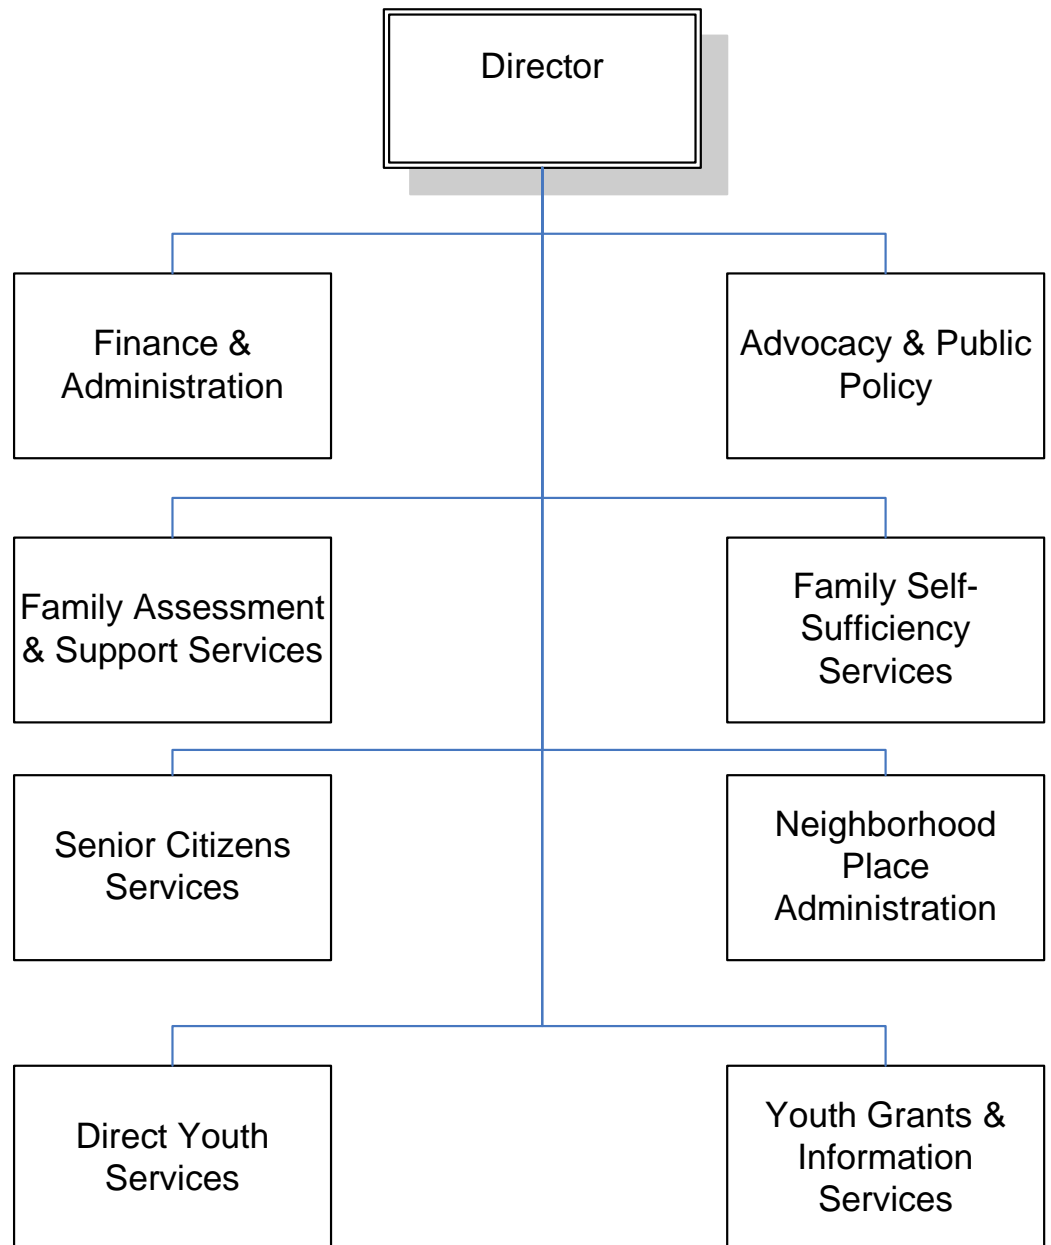 Director
Finance &
Administration
Advocacy & Public
Policy
Family Assessment
& Support Services
Family Self-
Sufficiency
Services
Senior Citizens
Services
Neighborhood
Place
Administration
Direct Youth
Services
Youth Grants &
Information
Services